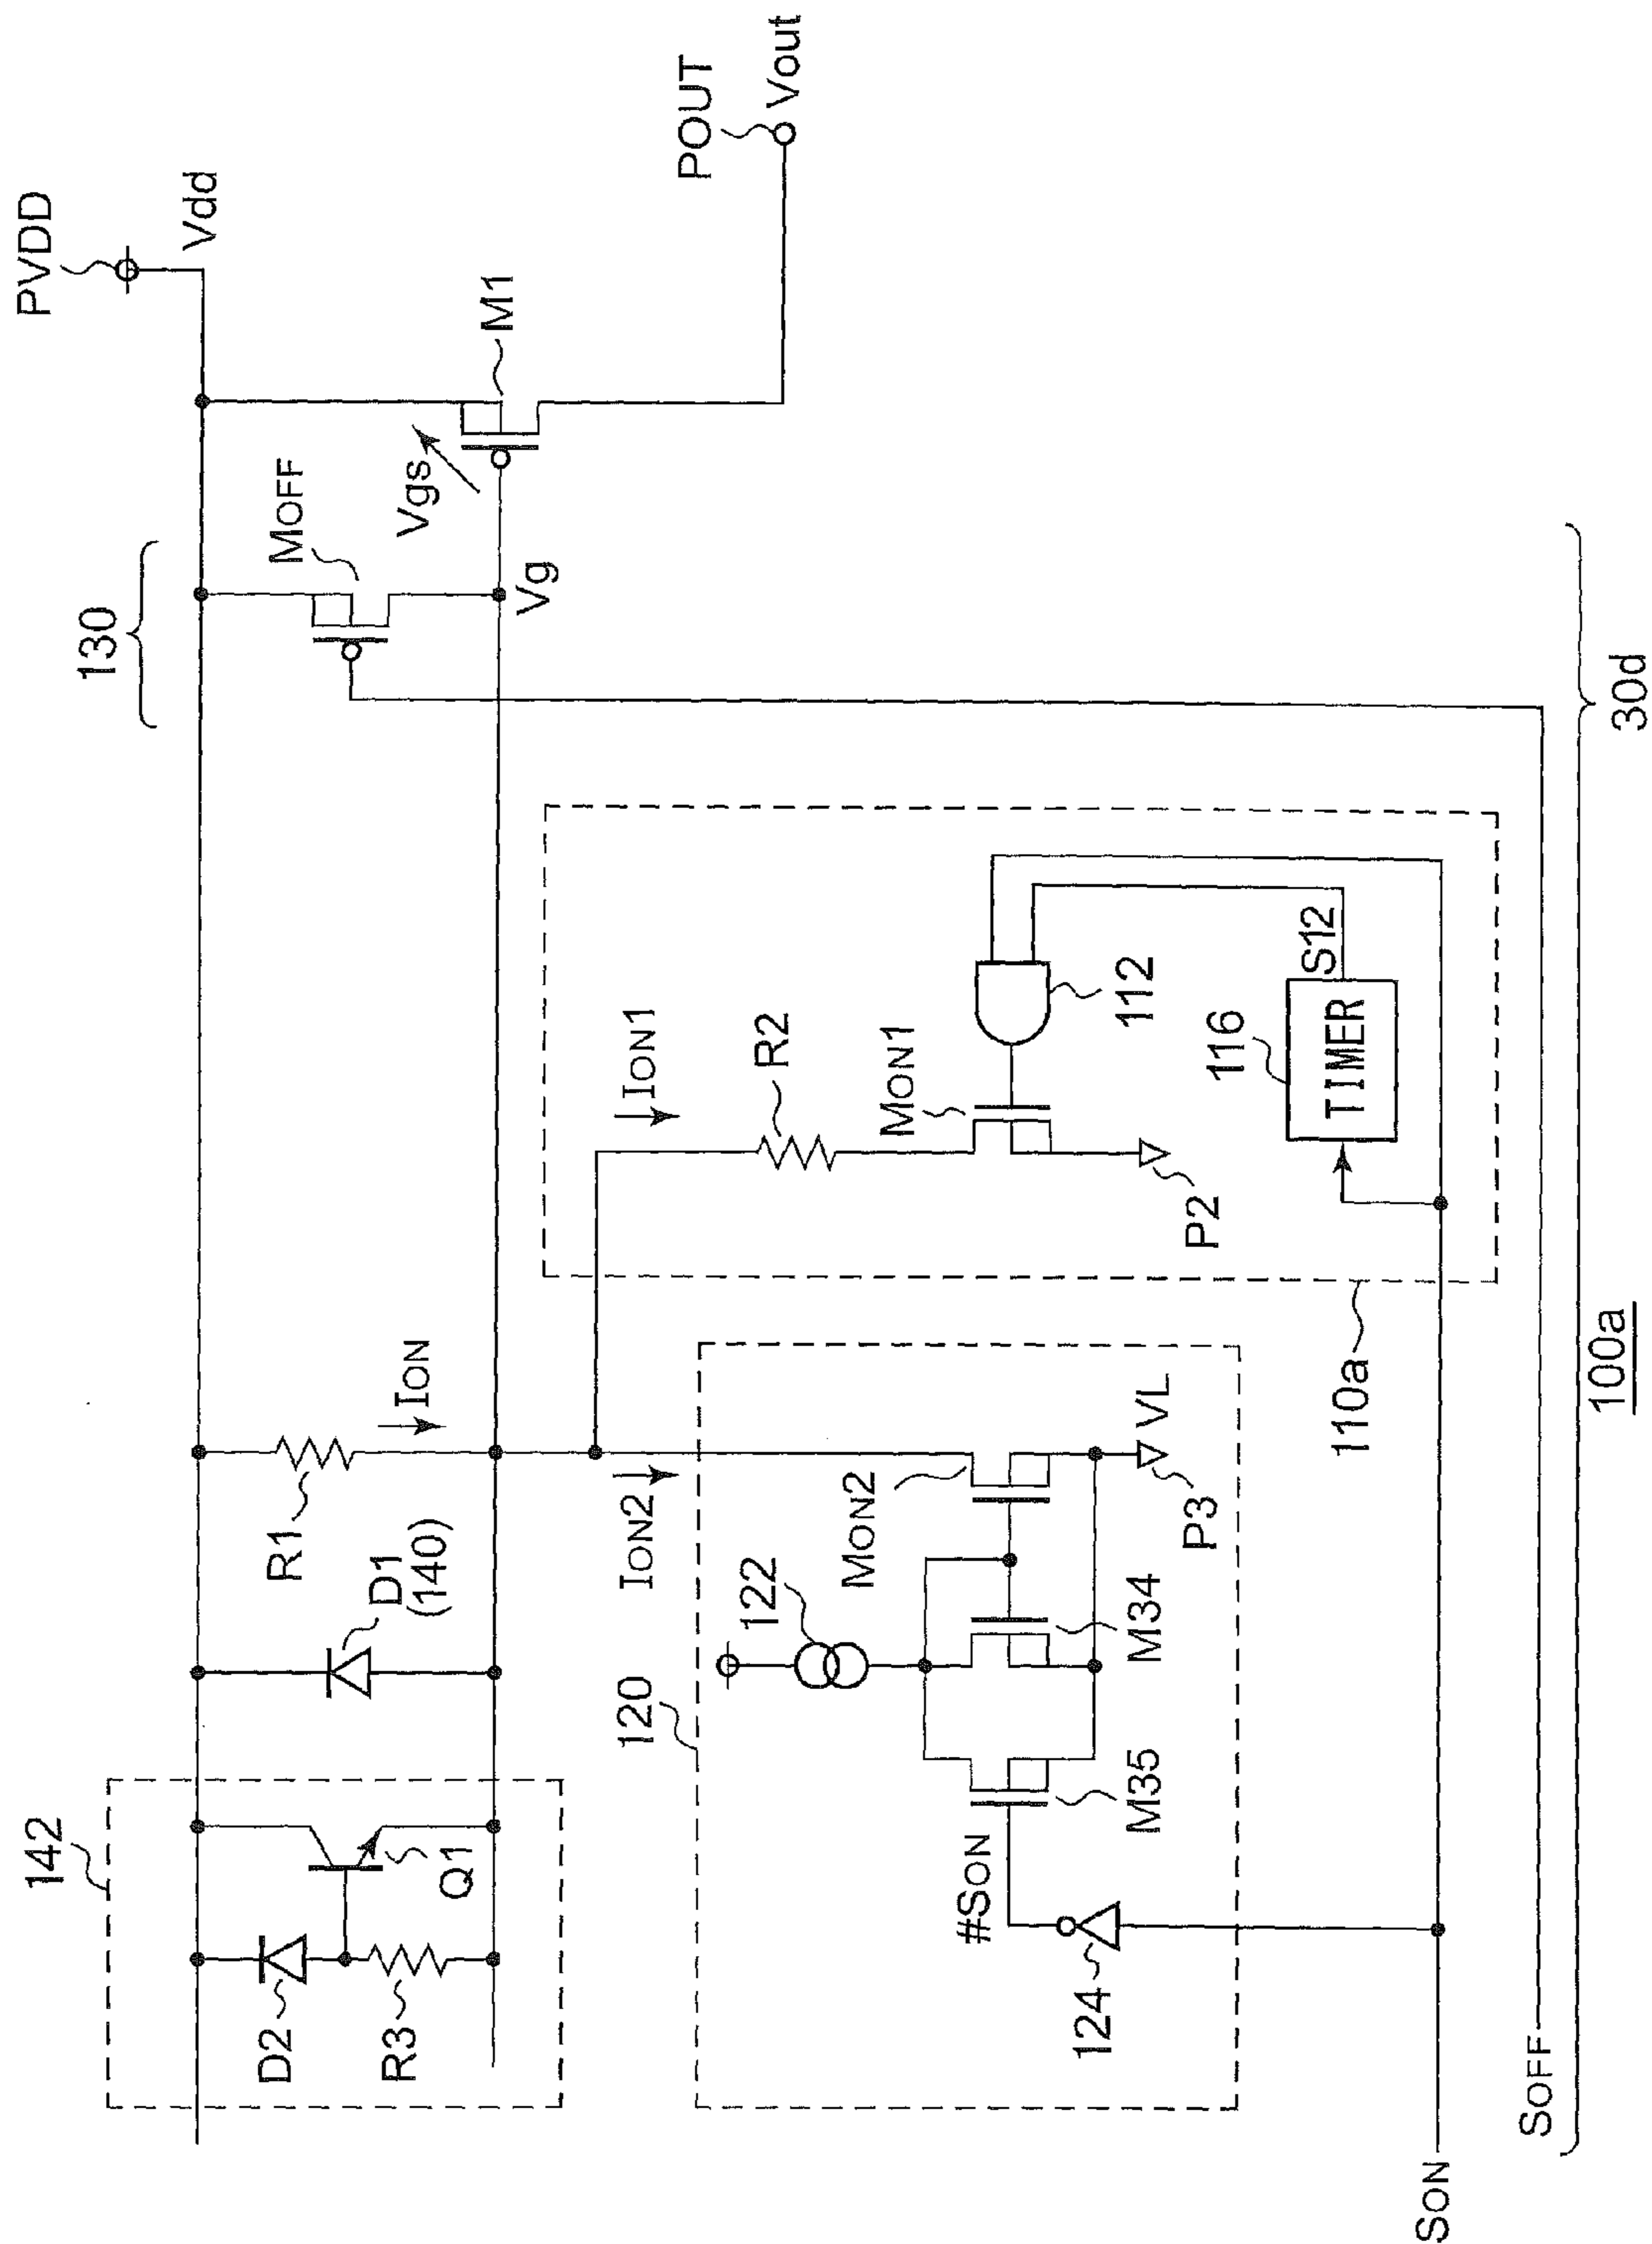 PVDD
Vdd
130
MOFF
M1
Vgs
Vg
POUT
Vout
142
D2
R3
Q1
D1
(140)
R1
ION
ION2
ION1
R2
120
122
MON2
MON1
112
#SON
M35
M34
P3
VL
P2
116
TIMER
S12
124
110a
SON
SOFF
30d
100a